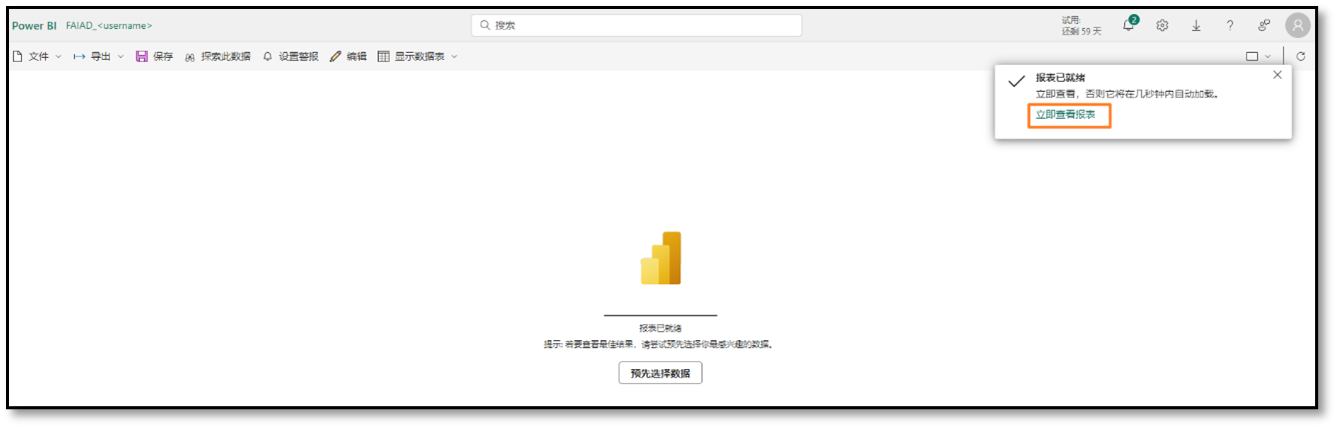 Power BI FAIAD_<username>
搜索
试用:
还剩 59 天
2
文件 导出 保存 探索此数据 设置警报 编辑 显示数据表
报表已就绪
立即查看，否则它将在几秒钟内自动加载。
立即查看报表
报表已就绪
提示: 若要查看最佳结果，请尝试预先选择你最感兴趣的数据。
预先选择数据